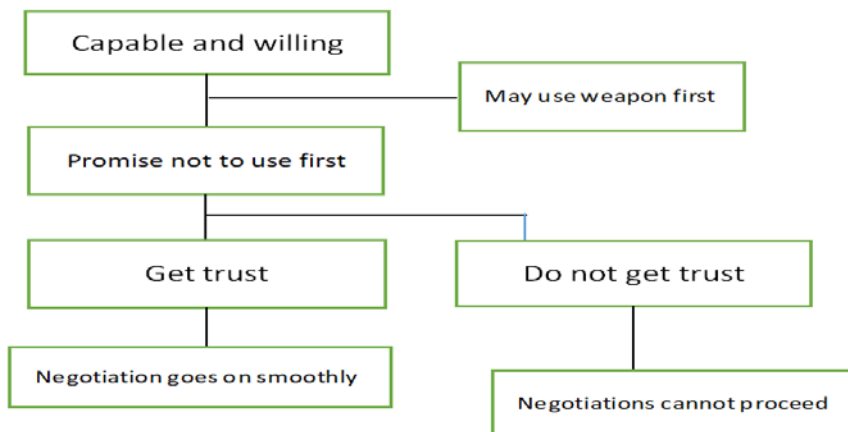 Capable and willing
May use weapon first
Promise not to use first
Get trust
Do not get trust
Negotiation goes on smoothly
Negotiations cannot proceed